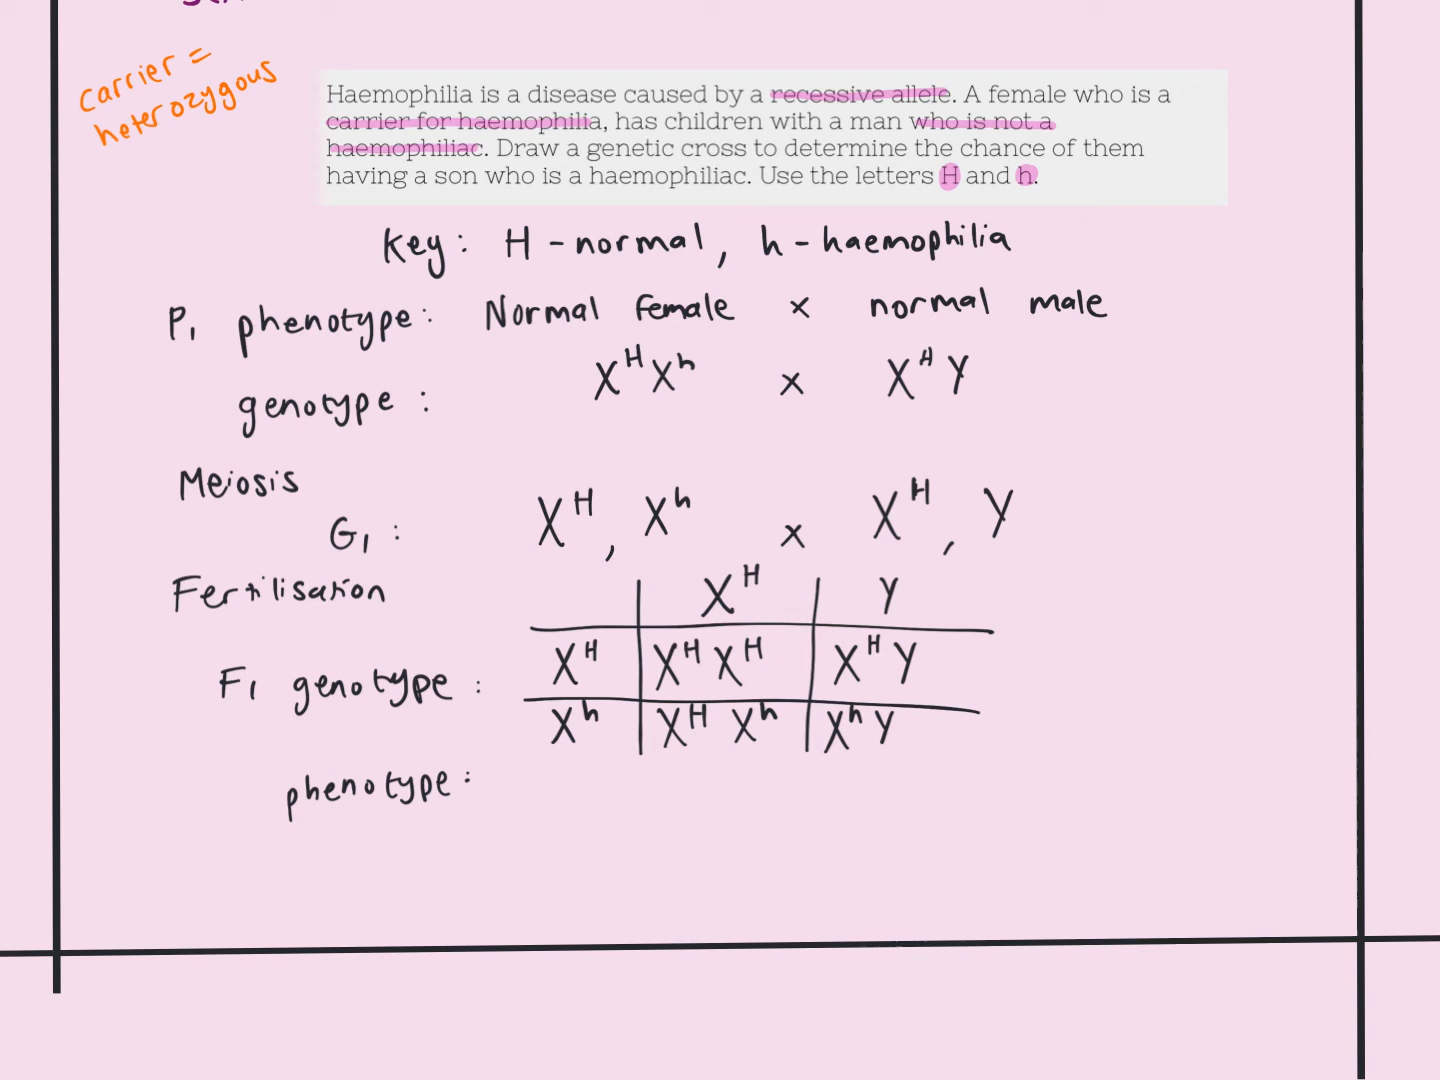 carrier =
heterozygous
Haemophilia is a disease caused by a recessive allele. A female who is a
carrier for haemophilia, has children with a man who is not a
haemophiliac. Draw a genetic cross to determine the chance of them
having a son who is a haemophiliac. Use the letters H and h.
Key: H - normal, h - haemophilia
P₁ phenotype: Normal female × normal male
genotype: XᴴXʰ × XᴴY
Meiosis
G₁: Xᴴ, Xʰ × Xᴴ, Y
Fertilisation
Xᴴ Y
F₁ genotype: Xᴴ XᴴXᴴ XᴴY
Xʰ XᴴXʰ XʰY
phenotype: